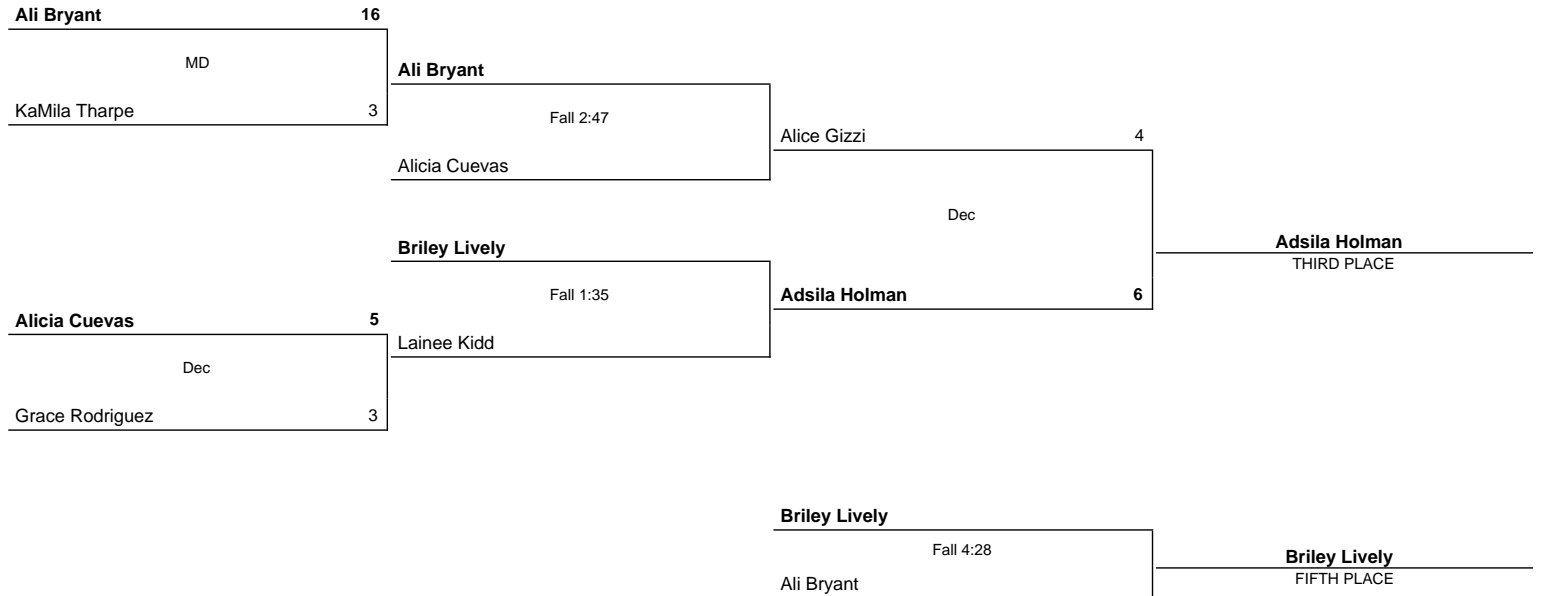 Ali Bryant 16
MD
KaMila Tharpe 3
Ali Bryant
Fall 2:47
Alicia Cuevas
Alice Gizzi 4
Dec
Adsila Holman 6
Adsila Holman
THIRD PLACE
Briley Lively
Fall 1:35
Lainee Kidd
Alicia Cuevas 5
Dec
Grace Rodriguez 3
Briley Lively
Fall 4:28
Ali Bryant
Briley Lively
FIFTH PLACE